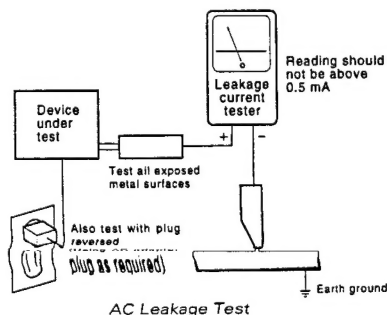 Reading should
not be above
0.5 mA
Leakage
current
tester
+ −
Device
under
test
Test all exposed
metal surfaces
Also test with plug
reversed
plug as required)
Earth ground
AC Leakage Test